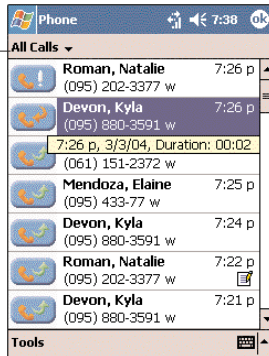 Phone 7:38 ok
All Calls
Roman, Natalie 7:26 p
(095) 202-3377 w
Devon, Kyla 7:26 p
(095) 880-3591 w
7:26 p, 3/3/04, Duration: 00:02
(061) 151-2372 w
Mendoza, Elaine 7:25 p
(095) 433-77 w
Devon, Kyla 7:24 p
(095) 880-3591 w
Roman, Natalie 7:22 p
(095) 202-3377 w
Devon, Kyla 7:21 p
(095) 880-3591 w
Tools